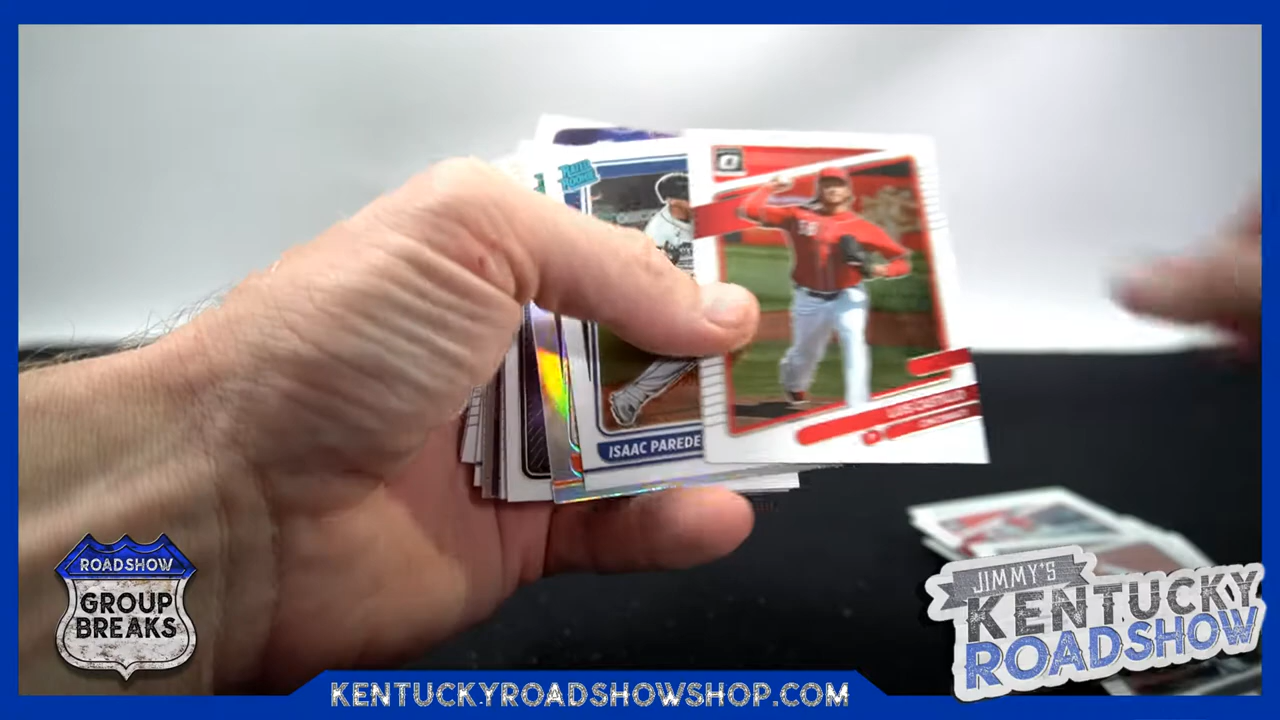 RATED
ROOKIE
ISAAC PAREDE
ROADSHOW
GROUP
BREAKS
JIMMY'S
KENTUCKY
ROADSHOW
KENTUCKYROADSHOWSHOP.COM